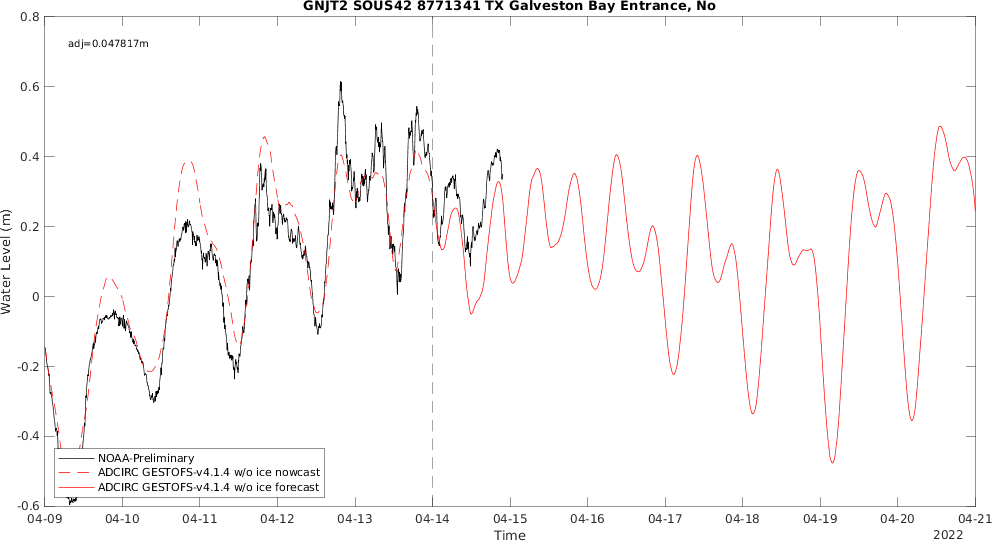 GNJT2 SOUS42 8771341 TX Galveston Bay Entrance, No
adj=0.047817m
Water Level (m)
0.8
0.6
0.4
0.2
0
-0.2
-0.4
-0.6
NOAA-Preliminary
ADCIRC GESTOFS-v4.1.4 w/o ice nowcast
ADCIRC GESTOFS-v4.1.4 w/o ice forecast
04-09 04-10 04-11 04-12 04-13 04-14 04-15 04-16 04-17 04-18 04-19 04-20 04-21
Time
2022